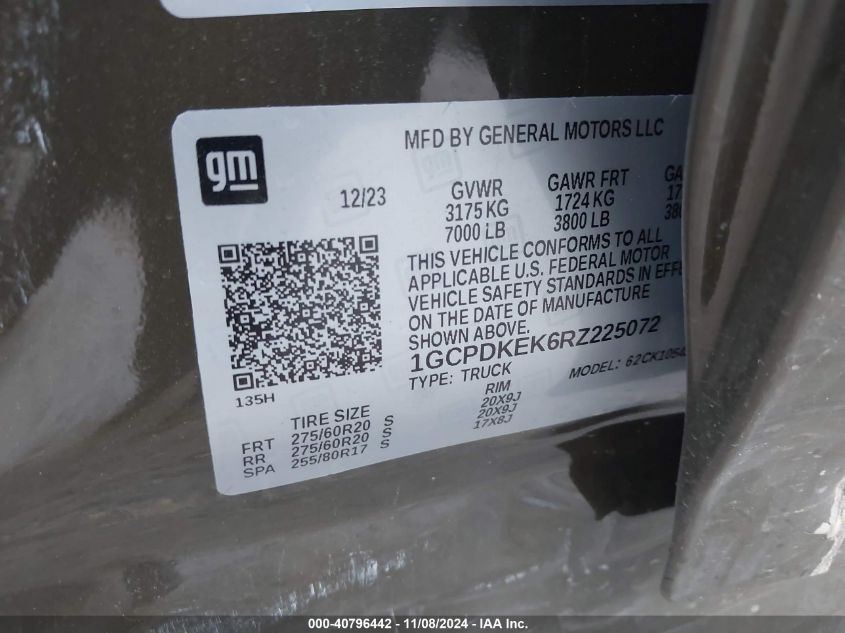 gm
MFD BY GENERAL MOTORS LLC
12/23
GVWR GAWR FRT
3175 KG 1724 KG
7000 LB 3800 LB
THIS VEHICLE CONFORMS TO ALL
APPLICABLE U.S. FEDERAL MOTOR
VEHICLE SAFETY STANDARDS IN
ON THE DATE OF MANUFACTURE
SHOWN ABOVE.
1GCPDKEK6RZ225072
TYPE: TRUCK MODEL:
135H
TIRE SIZE RIM
FRT 275/60R20 S 20X9J
RR 275/60R20 S 20X9J
SPA 255/80R17 S 17X8J
000-40796442 - 11/08/2024 - IAA Inc.